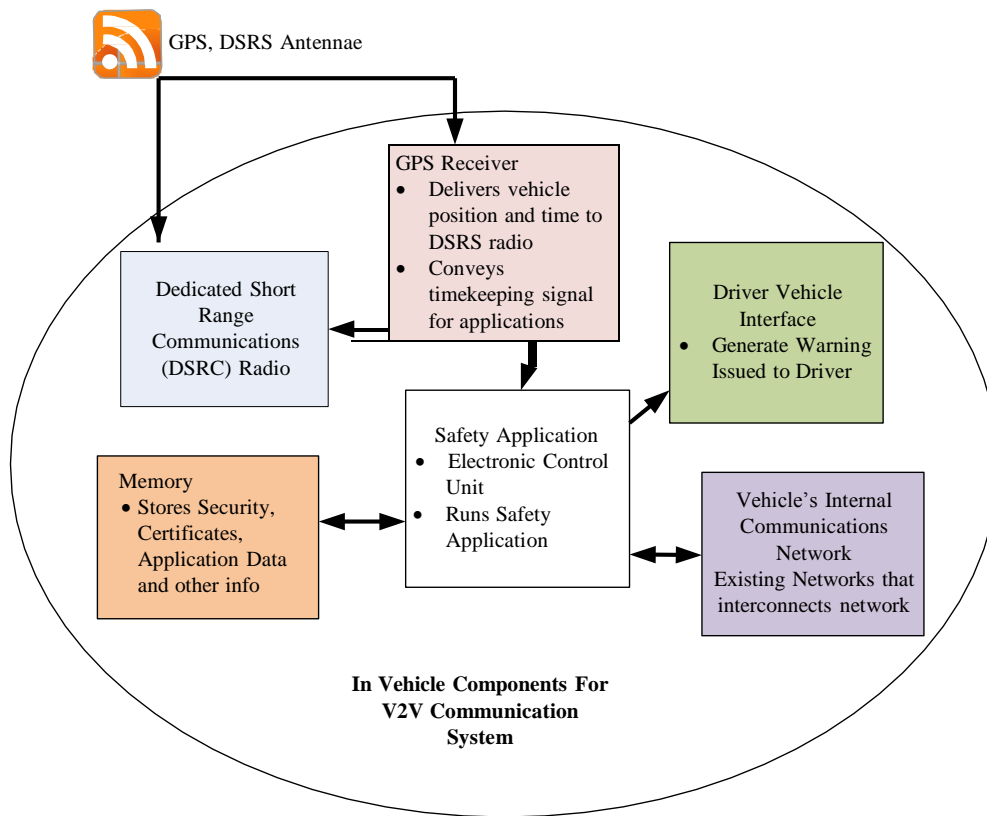 GPS, DSRS Antennae
GPS Receiver
• Delivers vehicle
position and time to
DSRS radio
• Conveys
timekeeping signal
for applications
Dedicated Short
Range
Communications
(DSRC) Radio
Driver Vehicle
Interface
• Generate Warning
Issued to Driver
Safety Application
• Electronic Control
Unit
• Runs Safety
Application
Memory
• Stores Security,
Certificates,
Application Data
and other info
Vehicle’s Internal
Communications
Network
Existing Networks that
interconnects network
In Vehicle Components For
V2V Communication
System